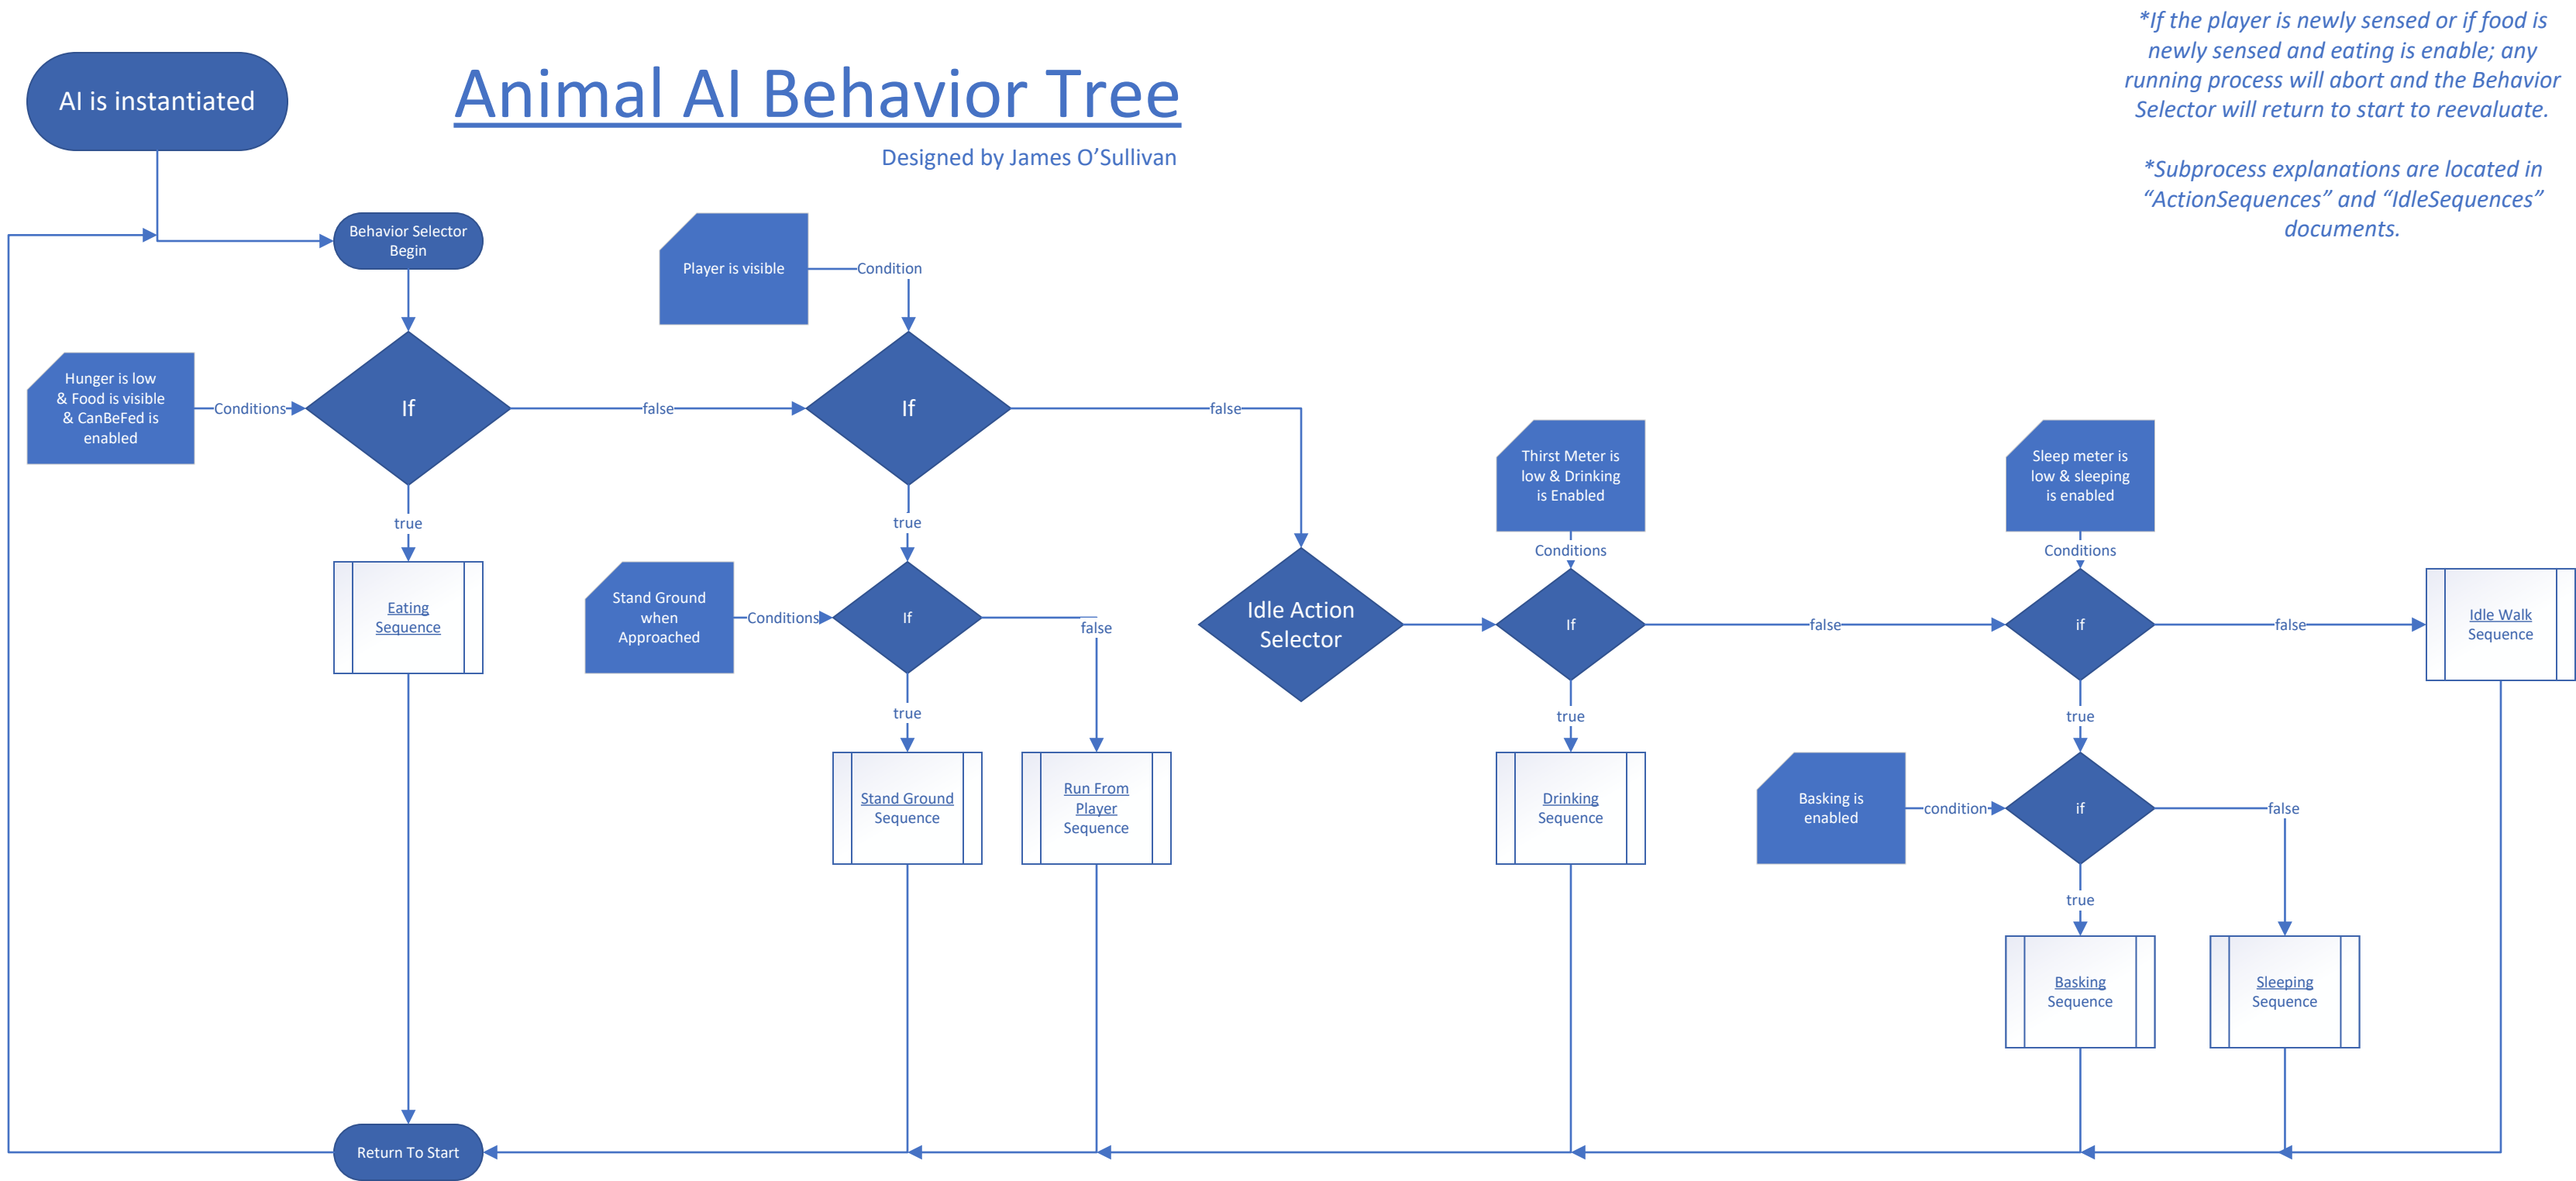 *If the player is newly sensed or if food is
newly sensed and eating is enable; any
running process will abort and the Behavior
Selector will return to start to reevaluate.
*Subprocess explanations are located in
“ActionSequences” and “IdleSequences”
documents.
AI is instantiated
Animal AI Behavior Tree
Designed by James O’Sullivan
Behavior Selector
Begin
Player is visible
Condition
Hunger is low
& Food is visible
& CanBeFed is
enabled
Conditions
If
false
If
false
true
true
Thirst Meter is
low & Drinking
is Enabled
Conditions
Sleep meter is
low & sleeping
is enabled
Conditions
Eating
Sequence
Stand Ground
when
Approached
Conditions
If
false
true
Idle Action
Selector
If
false
if
false
Idle Walk
Sequence
true
true
Stand Ground
Sequence
Run From
Player
Sequence
Drinking
Sequence
Basking is
enabled
condition
if
false
true
Basking
Sequence
Sleeping
Sequence
Return To Start